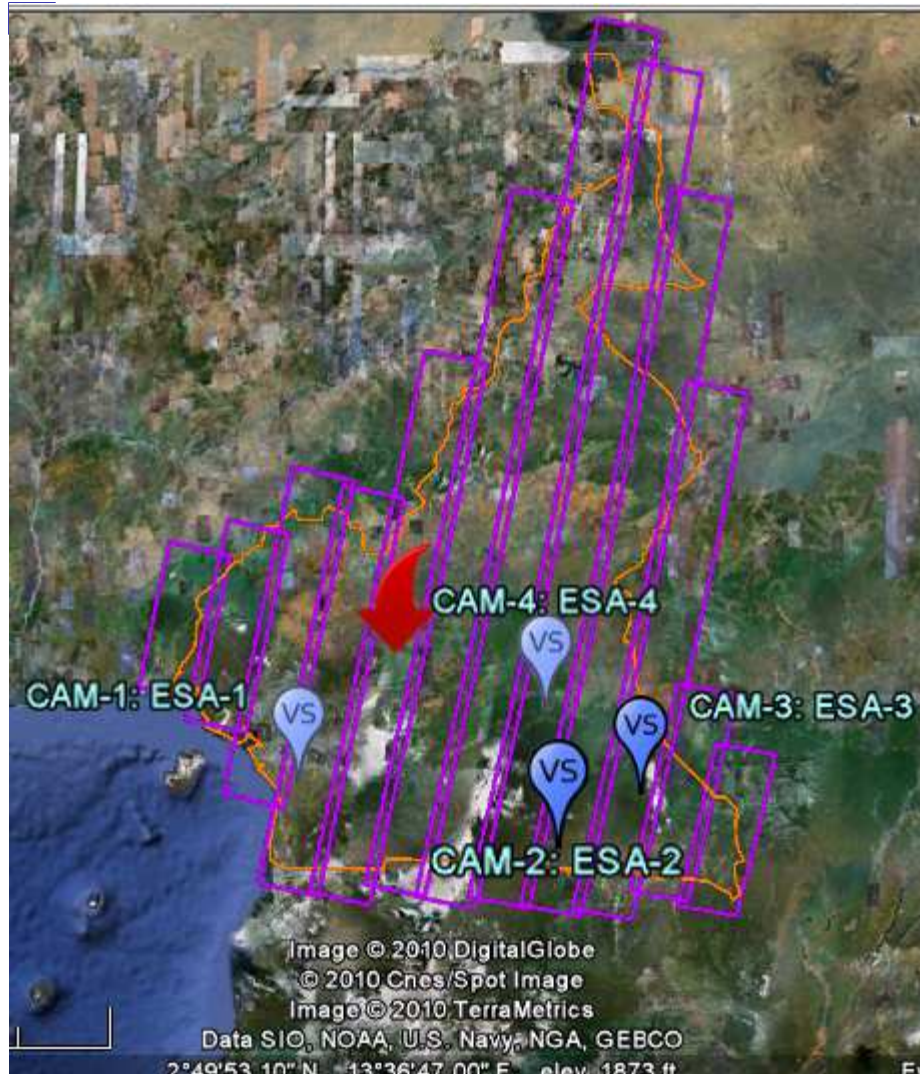 CAM-4: ESA-4
VS
CAM-1: ESA-1
CAM-3: ESA-3
VS
VS
VS
CAM-2: ESA-2
Image © 2010 DigitalGlobe
© 2010 Cnes/Spot Image
Image © 2010 TerraMetrics
Data SIO, NOAA, U.S. Navy, NGA, GEBCO
2°49'53.10" N 13°36'47.00" E elev 1873 ft